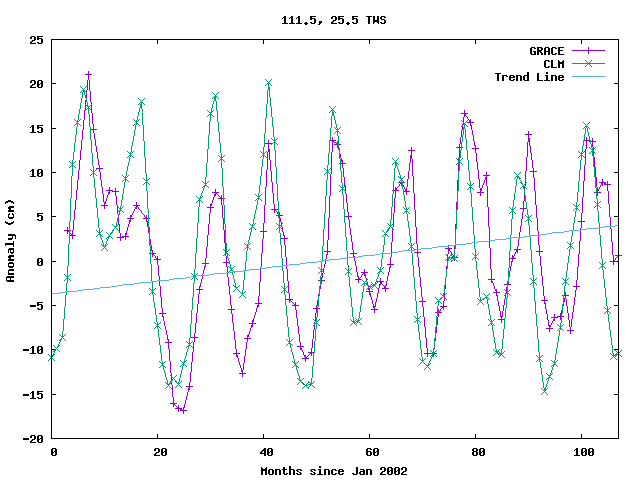 111.5, 25.5 TWS
GRACE
CLM
Trend Line
25
20
15
10
5
0
-5
-10
-15
-20
Anomaly (cm)
0 20 40 60 80 100
Months since Jan 2002